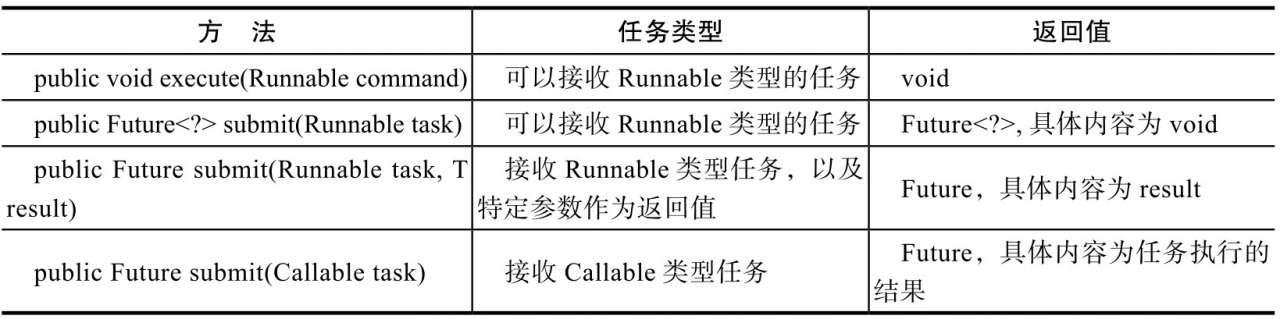 方 法 任务类型 返回值
public void execute(Runnable command) 可以接收 Runnable 类型的任务 void
public Future<?> submit(Runnable task) 可以接收 Runnable 类型的任务 Future<?>, 具体内容为 void
public Future submit(Runnable task, T
result)
接收 Runnable 类型任务，以及
特定参数作为返回值
Future，具体内容为 result
public Future submit(Callable task) 接收 Callable 类型任务
Future，具体内容为任务执行的
结果